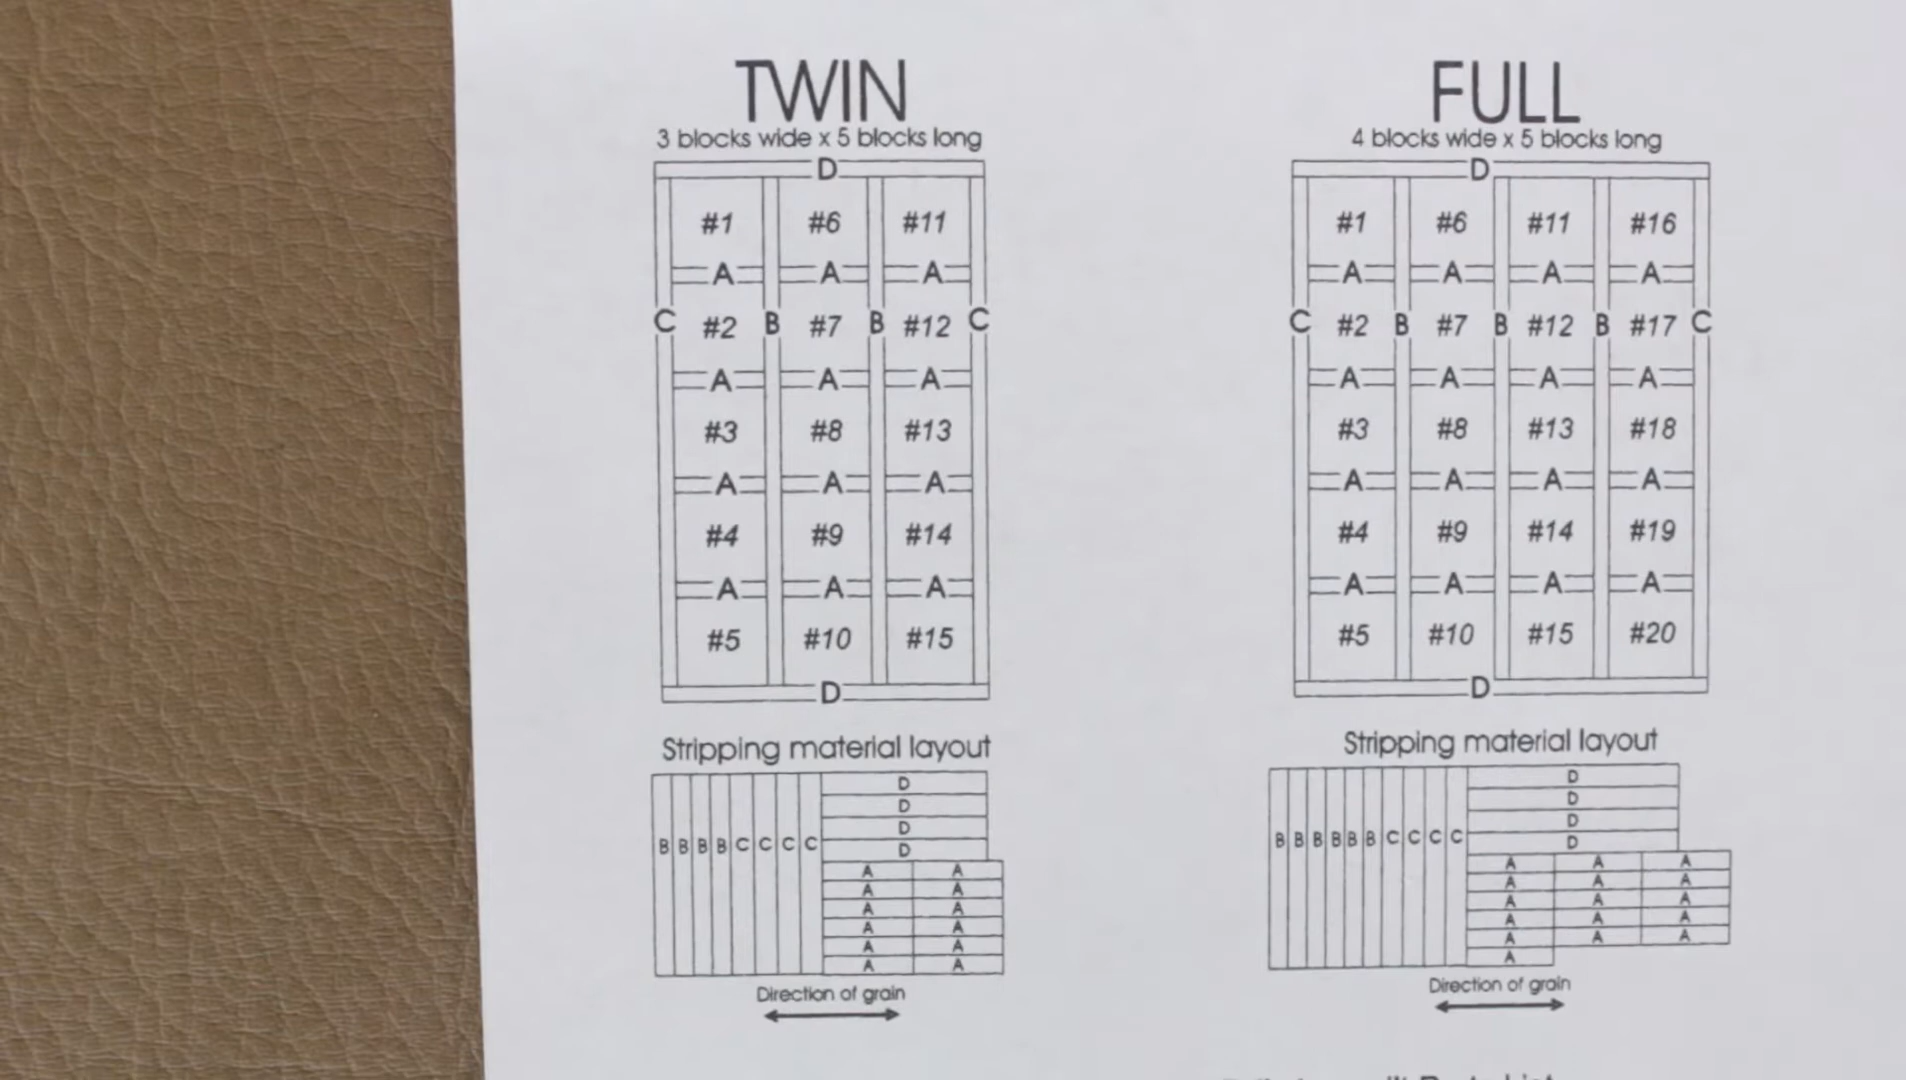 TWIN
3 blocks wide x 5 blocks long
D
#1 #6 #11
A A A
C #2 B #7 B #12 C
A A A
#3 #8 #13
A A A
#4 #9 #14
A A A
#5 #10 #15
D
Stripping material layout
D
D
D
B B B B C C C C
D
A A
A A
A A
A A
A A
A A
Direction of grain
FULL
4 blocks wide x 5 blocks long
D
#1 #6 #11 #16
A A A A
C #2 B #7 B #12 B #17 C
A A A A
#3 #8 #13 #18
A A A A
#4 #9 #14 #19
A A A A
#5 #10 #15 #20
D
Stripping material layout
D
D
D
B B B B B B C C C C
D
A A A
A A A
A A A
A A A
A A A
A
Direction of grain